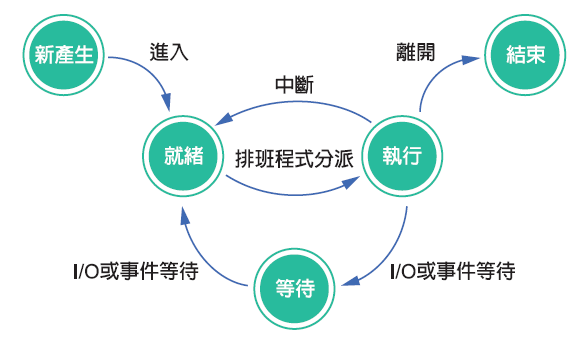 新產生
進入
離開
結束
中斷
就緒
排班程式分派
執行
I/O或事件等待
I/O或事件等待
等待